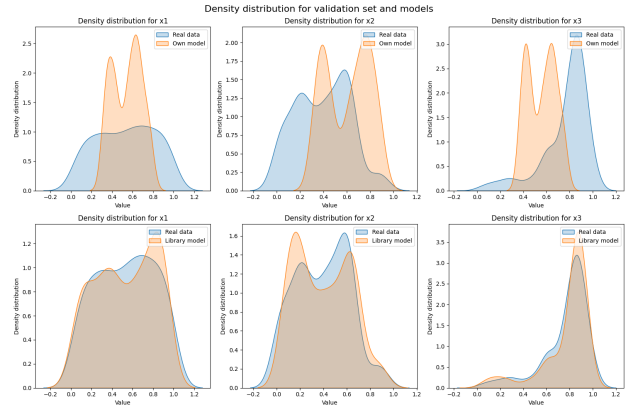 Density distribution for validation set and models
Density distribution for x1
Density distribution
2.5
2.0
1.5
1.0
0.5
0.0
−0.2 0.0 0.2 0.4 0.6 0.8 1.0 1.2
Value
Real data
Own model
Density distribution for x2
Density distribution
2.00
1.75
1.50
1.25
1.00
0.75
0.50
0.25
0.00
−0.2 0.0 0.2 0.4 0.6 0.8 1.0 1.2
Value
Real data
Own model
Density distribution for x3
Density distribution
3.0
2.5
2.0
1.5
1.0
0.5
0.0
−0.2 0.0 0.2 0.4 0.6 0.8 1.0 1.2
Value
Real data
Own model
Density distribution for x1
Density distribution
1.2
1.0
0.8
0.6
0.4
0.2
0.0
−0.2 0.0 0.2 0.4 0.6 0.8 1.0 1.2
Value
Real data
Library model
Density distribution for x2
Density distribution
1.6
1.4
1.2
1.0
0.8
0.6
0.4
0.2
0.0
−0.2 0.0 0.2 0.4 0.6 0.8 1.0 1.2
Value
Real data
Library model
Density distribution for x3
Density distribution
3.5
3.0
2.5
2.0
1.5
1.0
0.5
0.0
−0.2 0.0 0.2 0.4 0.6 0.8 1.0 1.2
Value
Real data
Library model